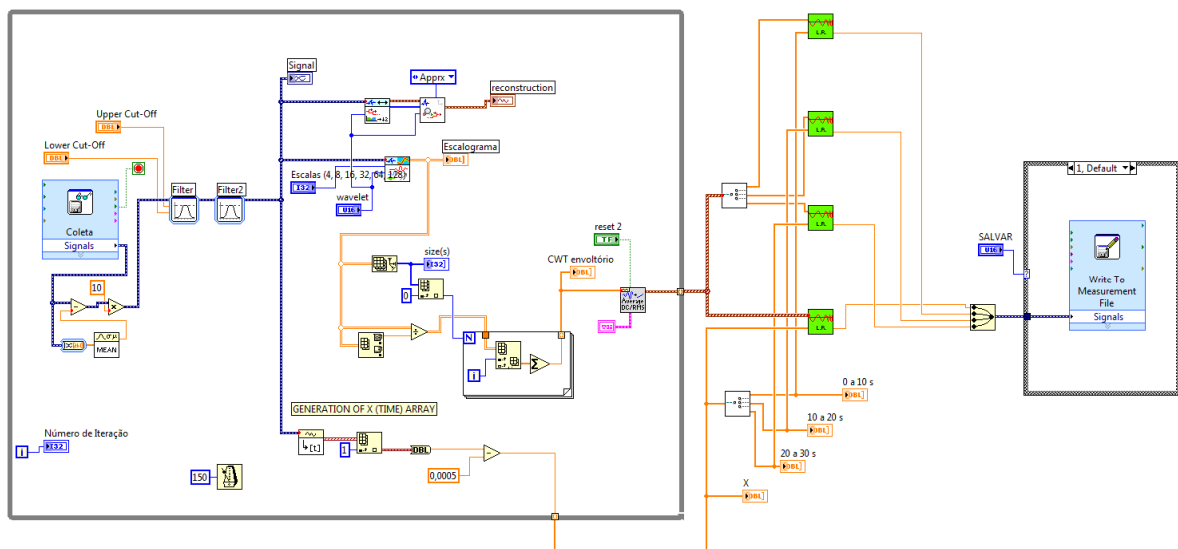 Signal
Apprx
reconstruction
Upper Cut-Off
DBL
Lower Cut-Off
DBL
Escalograma
DBL]
Escalas (4, 8, 16, 32, 64, 128)
I32
wavelet
U16
Filter
Filter2
Coleta
Signals
10
MEAN
size(s)
I32]
0
N
i
reset 2
TF
CWT envoltório
DBL]
Average
DC/RMS
GENERATION OF X (TIME) ARRAY
[t]
1
DBL
0,0005
Número de Iteração
i
I32
150
L.R.
L.R.
L.R.
L.R.
0 a 10 s
DBL]
10 a 20 s
DBL]
20 a 30 s
DBL]
X
DBL]
SALVAR
U16
1, Default
?
Write To
Measurement
File
Signals